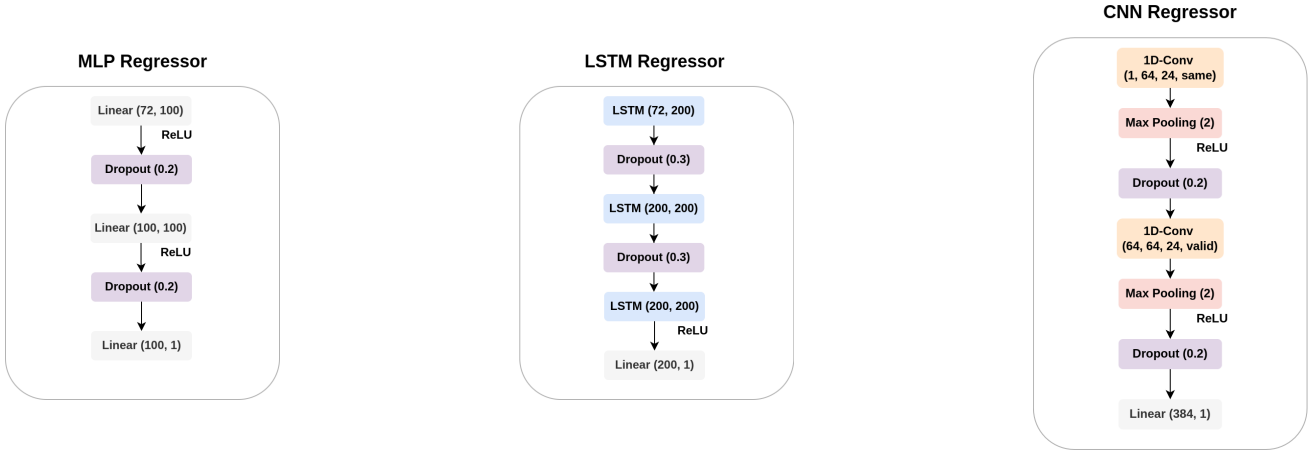 MLP Regressor
Linear (72, 100)
ReLU
Dropout (0.2)
Linear (100, 100)
ReLU
Dropout (0.2)
Linear (100, 1)
LSTM Regressor
LSTM (72, 200)
Dropout (0.3)
LSTM (200, 200)
Dropout (0.3)
LSTM (200, 200)
ReLU
Linear (200, 1)
CNN Regressor
1D-Conv
(1, 64, 24, same)
Max Pooling (2)
ReLU
Dropout (0.2)
1D-Conv
(64, 64, 24, valid)
Max Pooling (2)
ReLU
Dropout (0.2)
Linear (384, 1)